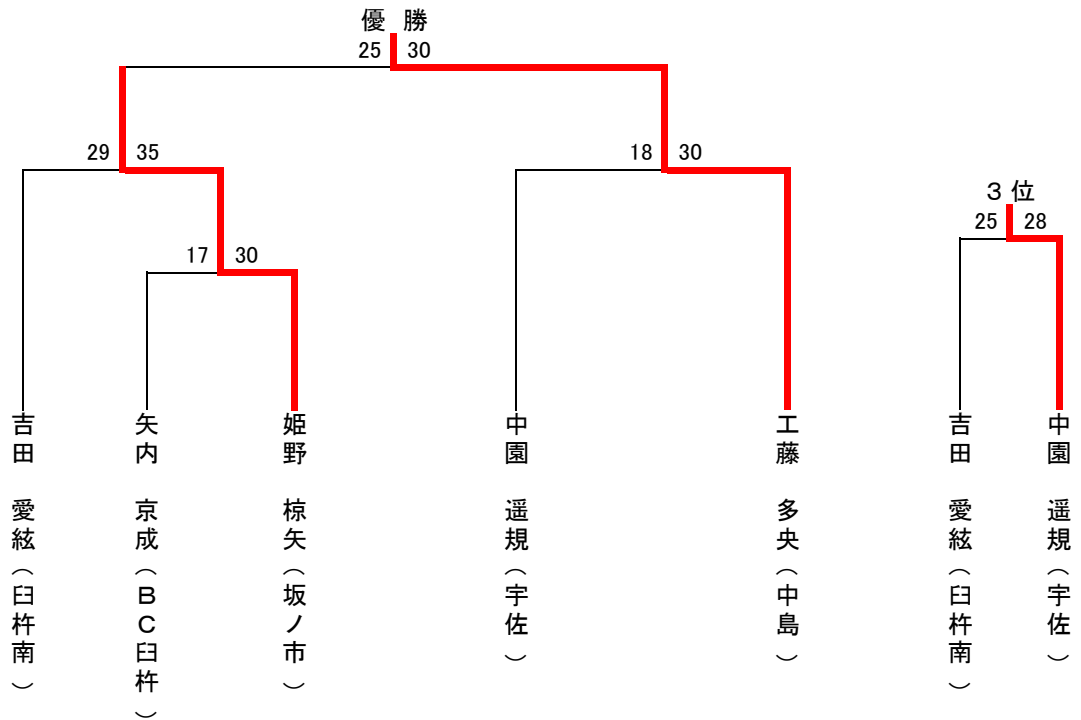 優 勝
25 30
29 35
18 30
3 位
25 28
17 30
吉田 愛紘（臼杵南）
矢内 京成（ＢＣ臼杵）
姫野 椋矢（坂ノ市）
中園 遥規（宇佐）
工藤 多央（中島）
吉田 愛紘（臼杵南）
中園 遥規（宇佐）